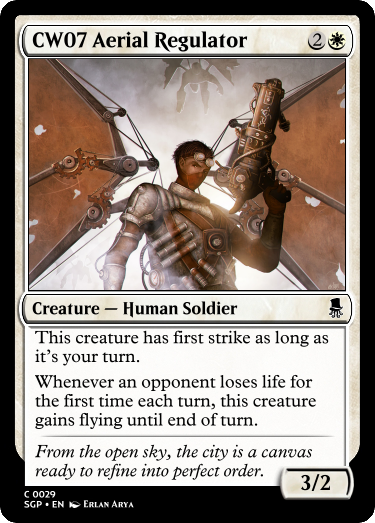 CW07 Aerial Regulator 2
Creature — Human Soldier
This creature has first strike as long as
it's your turn.
Whenever an opponent loses life for
the first time each turn, this creature
gains flying until end of turn.
From the open sky, the city is a canvas
ready to refine into perfect order.
3/2
C 0029
SGP • EN Erlan Arya